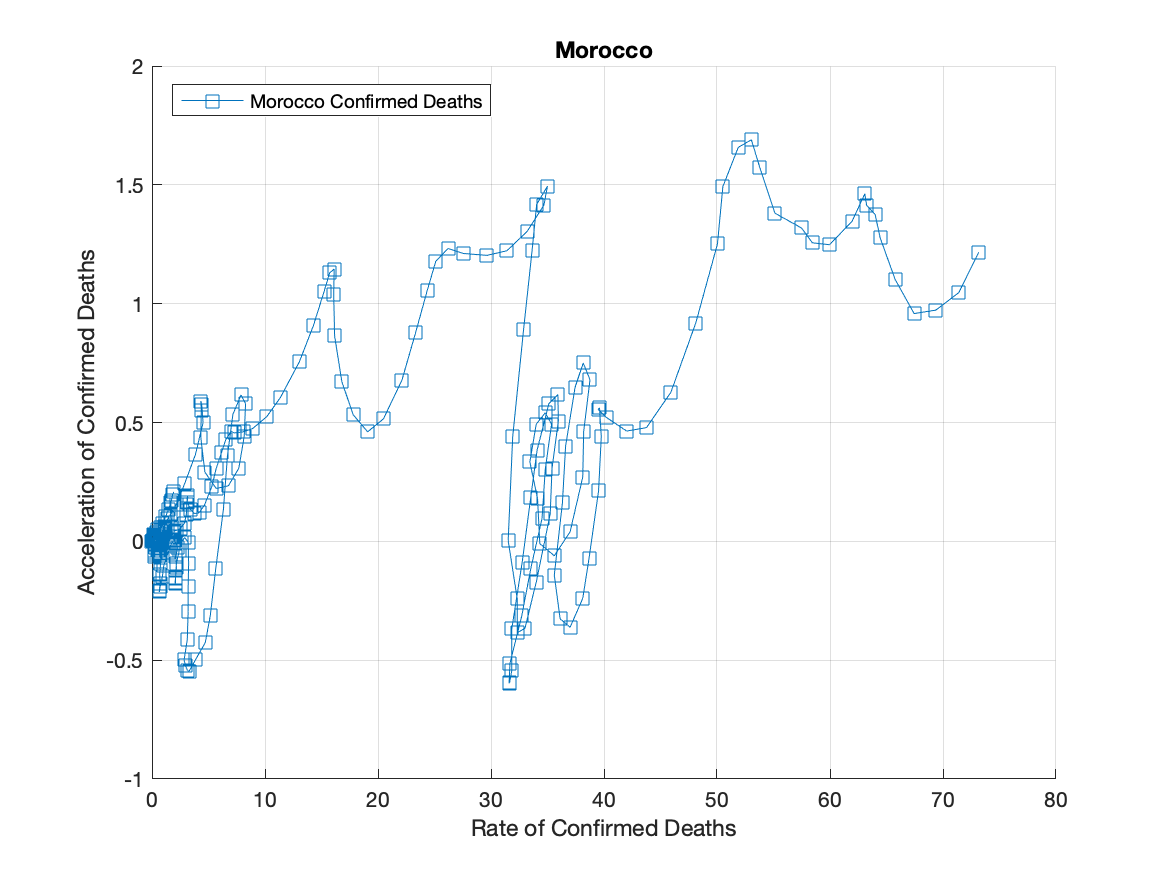 Morocco
2
Morocco Confirmed Deaths
1.5
1
0.5
0
-0.5
-1
Acceleration of Confirmed Deaths
0 10 20 30 40 50 60 70 80
Rate of Confirmed Deaths